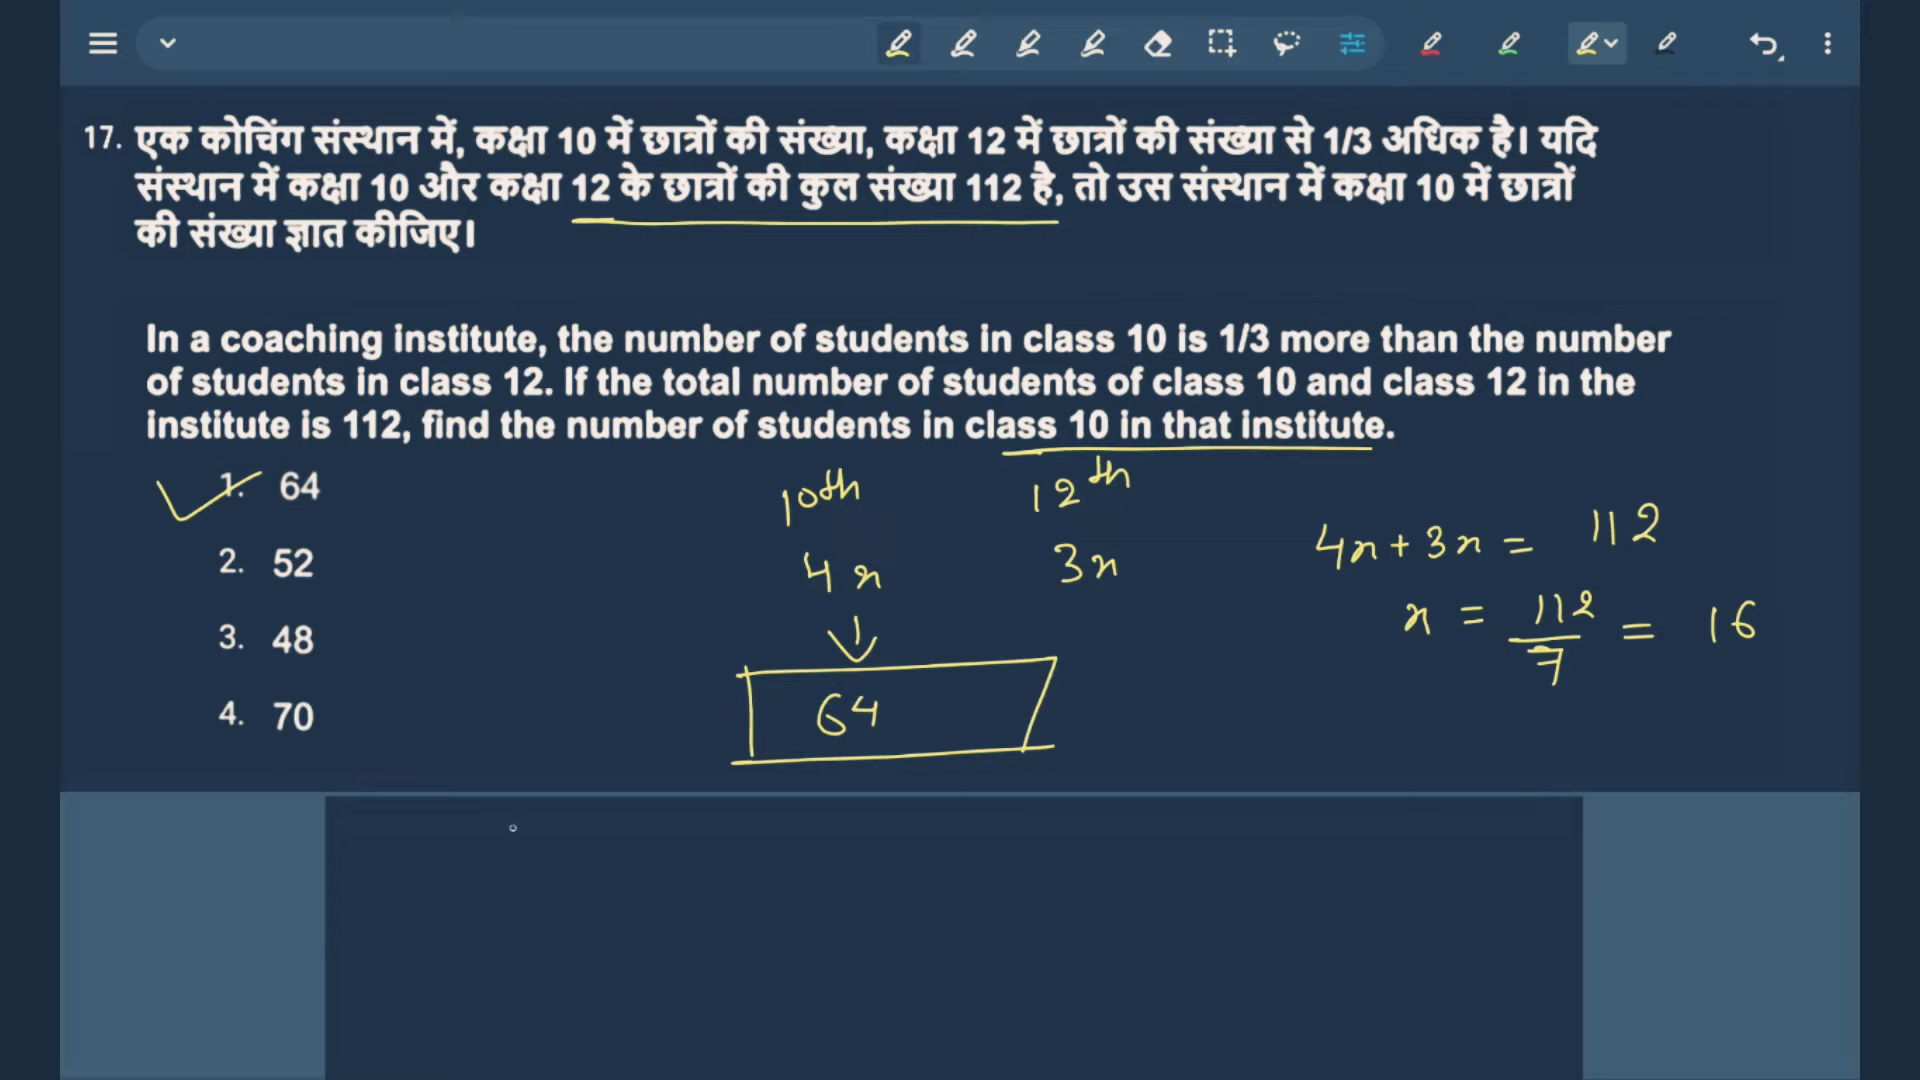 17. एक कोचिंग संस्थान में, कक्षा 10 में छात्रों की संख्या, कक्षा 12 में छात्रों की संख्या से 1/3 अधिक है। यदि
संस्थान में कक्षा 10 और कक्षा 12 के छात्रों की कुल संख्या 112 है, तो उस संस्थान में कक्षा 10 में छात्रों
की संख्या ज्ञात कीजिए।
In a coaching institute, the number of students in class 10 is 1/3 more than the number
of students in class 12. If the total number of students of class 10 and class 12 in the
institute is 112, find the number of students in class 10 in that institute.
1. 64
2. 52
3. 48
4. 70
10th 12th
4x 3x
64
4x + 3x = 112
x = 112/7 = 16